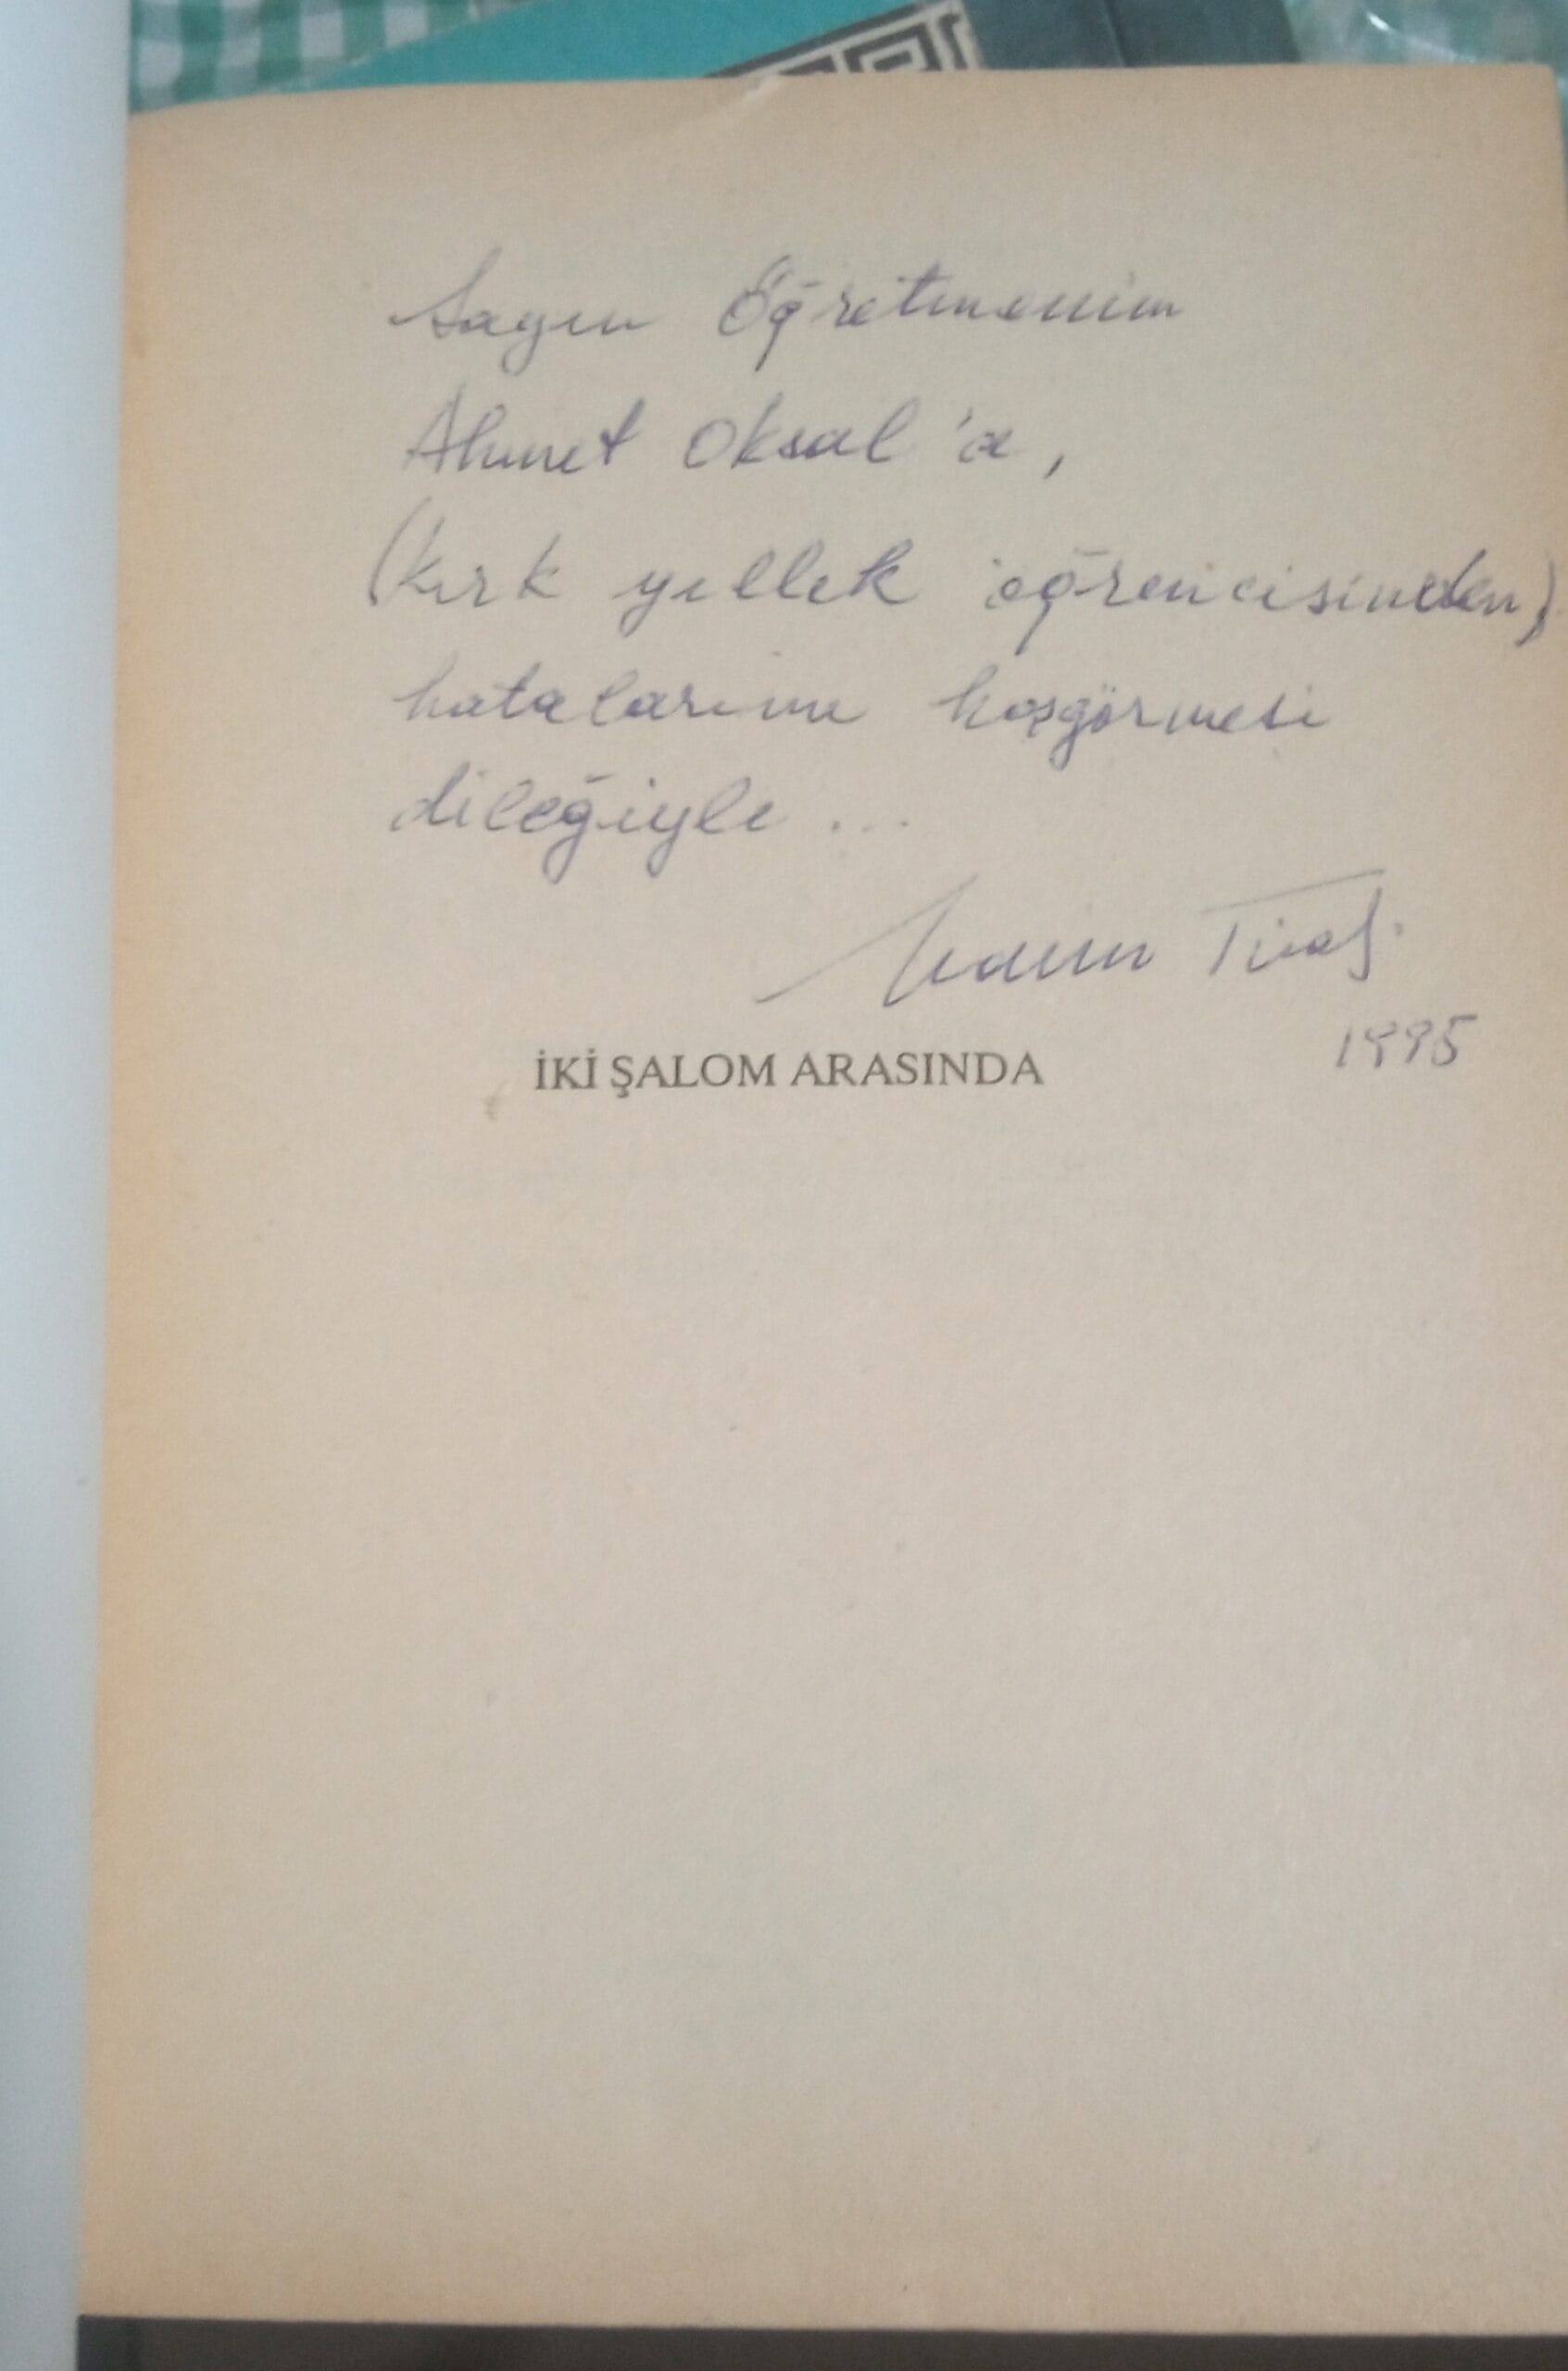 Sayın Öğretmenim
Ahmet Oksal'a,
(Kırk yıllık öğrencisinden)
hatalarımı hoşgörmesi
dileğiyle...
1995
İKİ ŞALOM ARASINDA